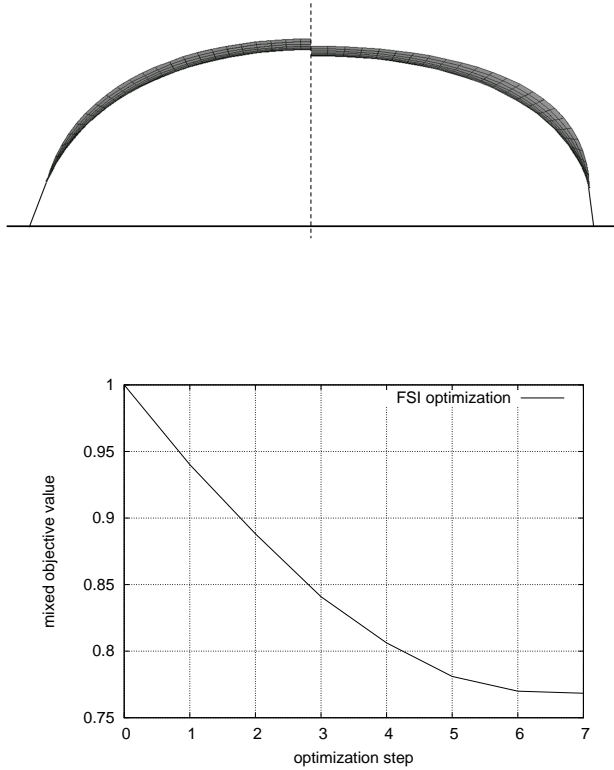 1
0.95
0.9
0.85
0.8
0.75
mixed objective value
FSI optimization
0 1 2 3 4 5 6 7
optimization step